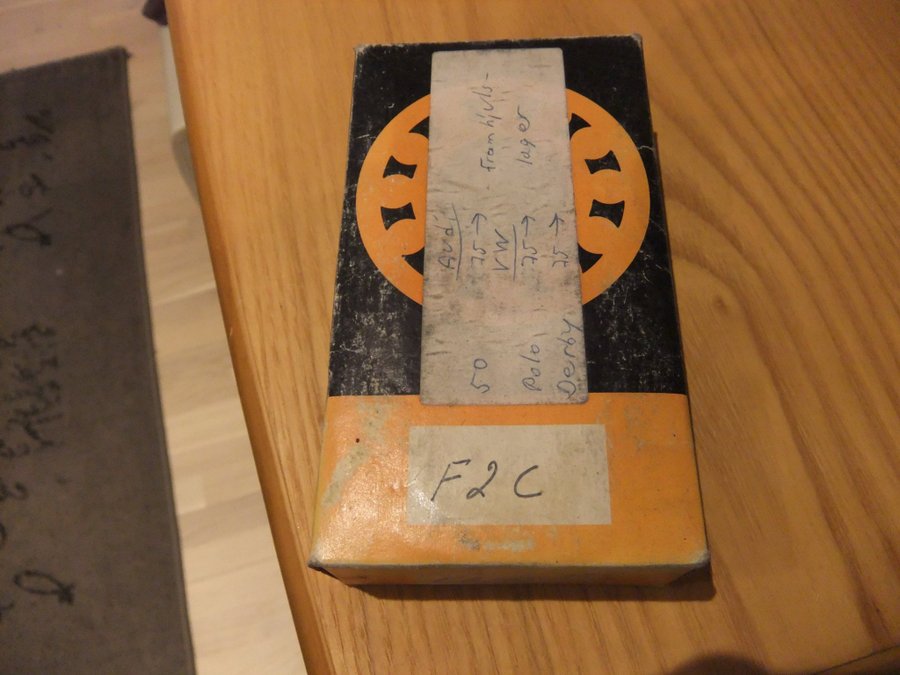 Audi
50 75→ - Framhjuls-
VW lager
Polo 75→
Derby 75→
F2C